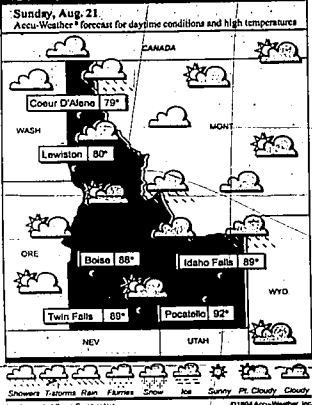 Sunday, Aug. 21
Accu-Weather® forecast for daytime conditions and high temperatures
CANADA
Coeur D'Alene 79°
WASH
MONT
Lewiston 80°
ORE
Boise 88°
Idaho Falls 89°
WYO
Twin Falls 89°
Pocatello 92°
NEV
UTAH
Showers T-storms Rain Flurries Snow Ice Sunny Pt. Cloudy Cloudy
©1994 Accu-Weather, Inc.